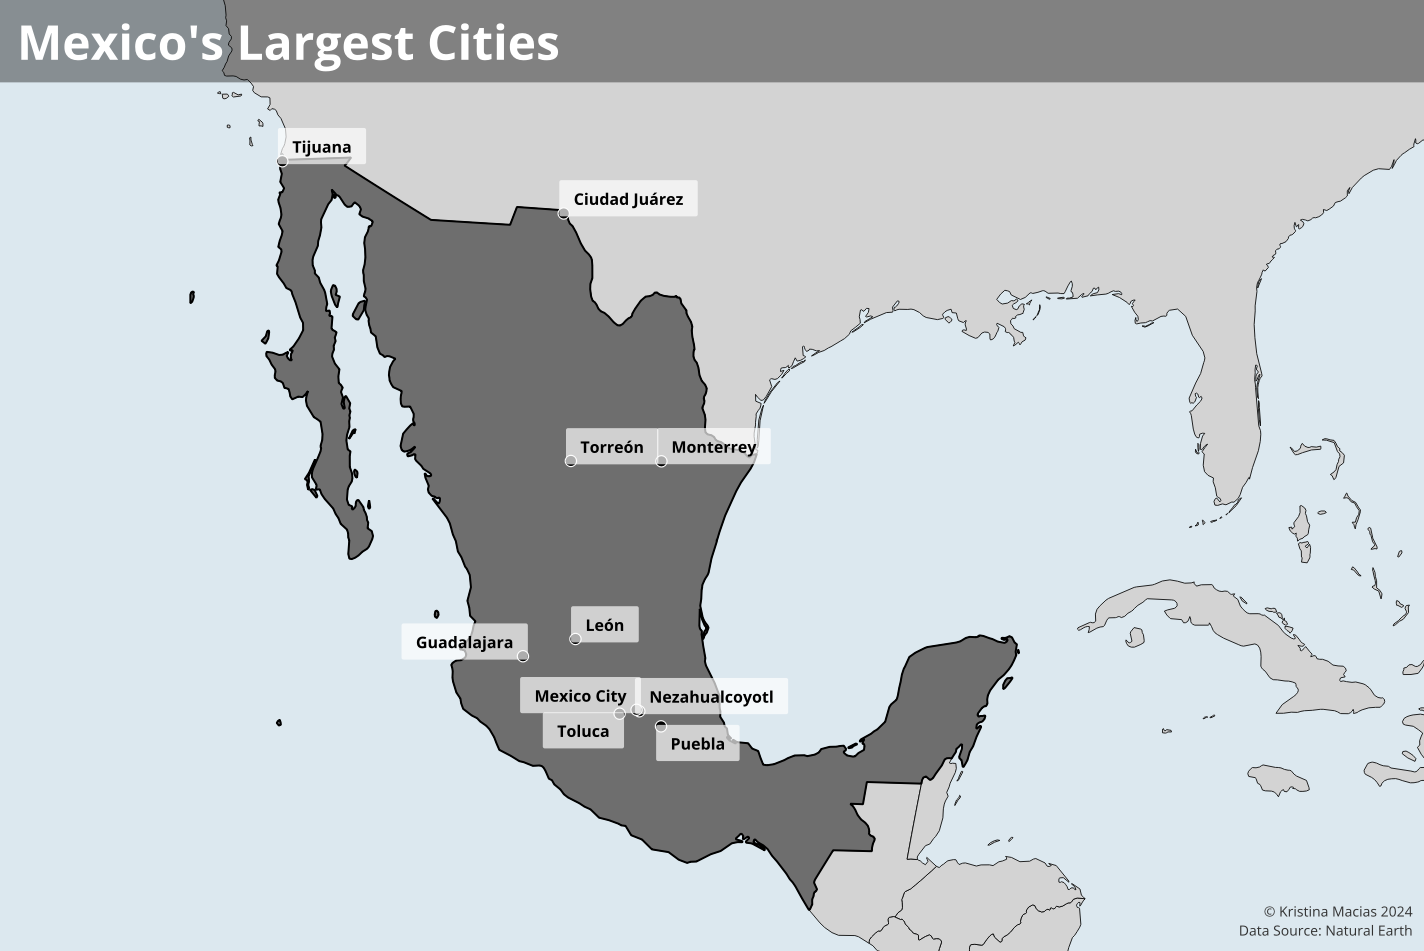 Mexico's Largest Cities
Tijuana
Ciudad Juárez
Torreón
Monterrey
León
Guadalajara
Mexico City
Nezahualcoyotl
Toluca
Puebla
© Kristina Macias 2024
Data Source: Natural Earth